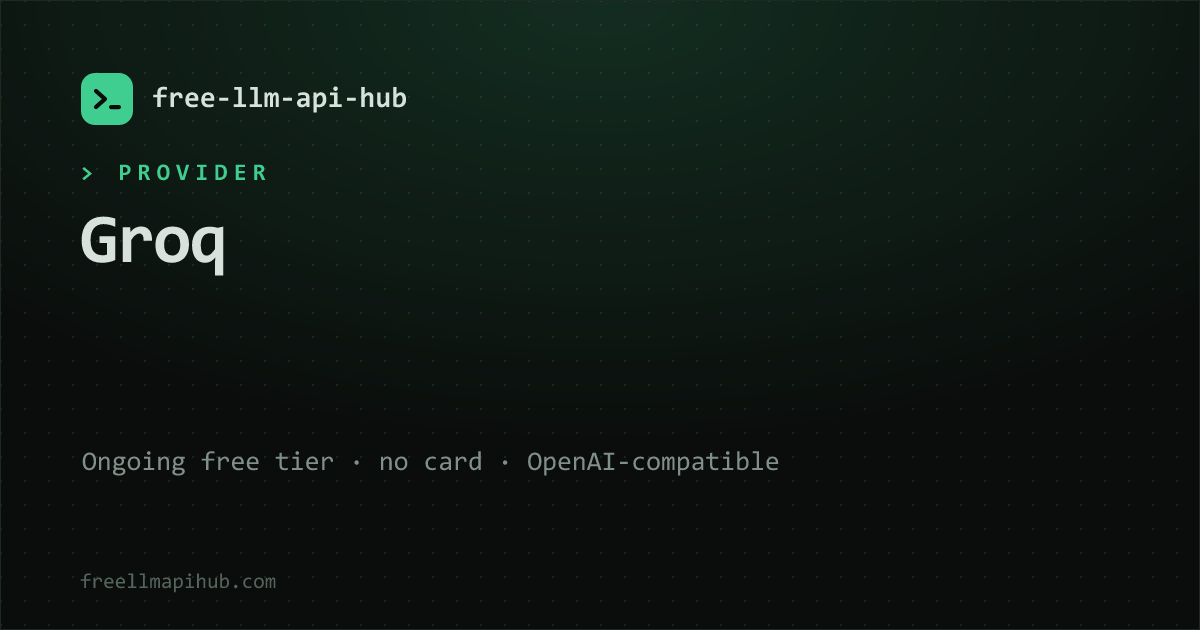 free-llm-api-hub
> PROVIDER
Groq
Ongoing free tier · no card · OpenAI-compatible
freellmapihub.com